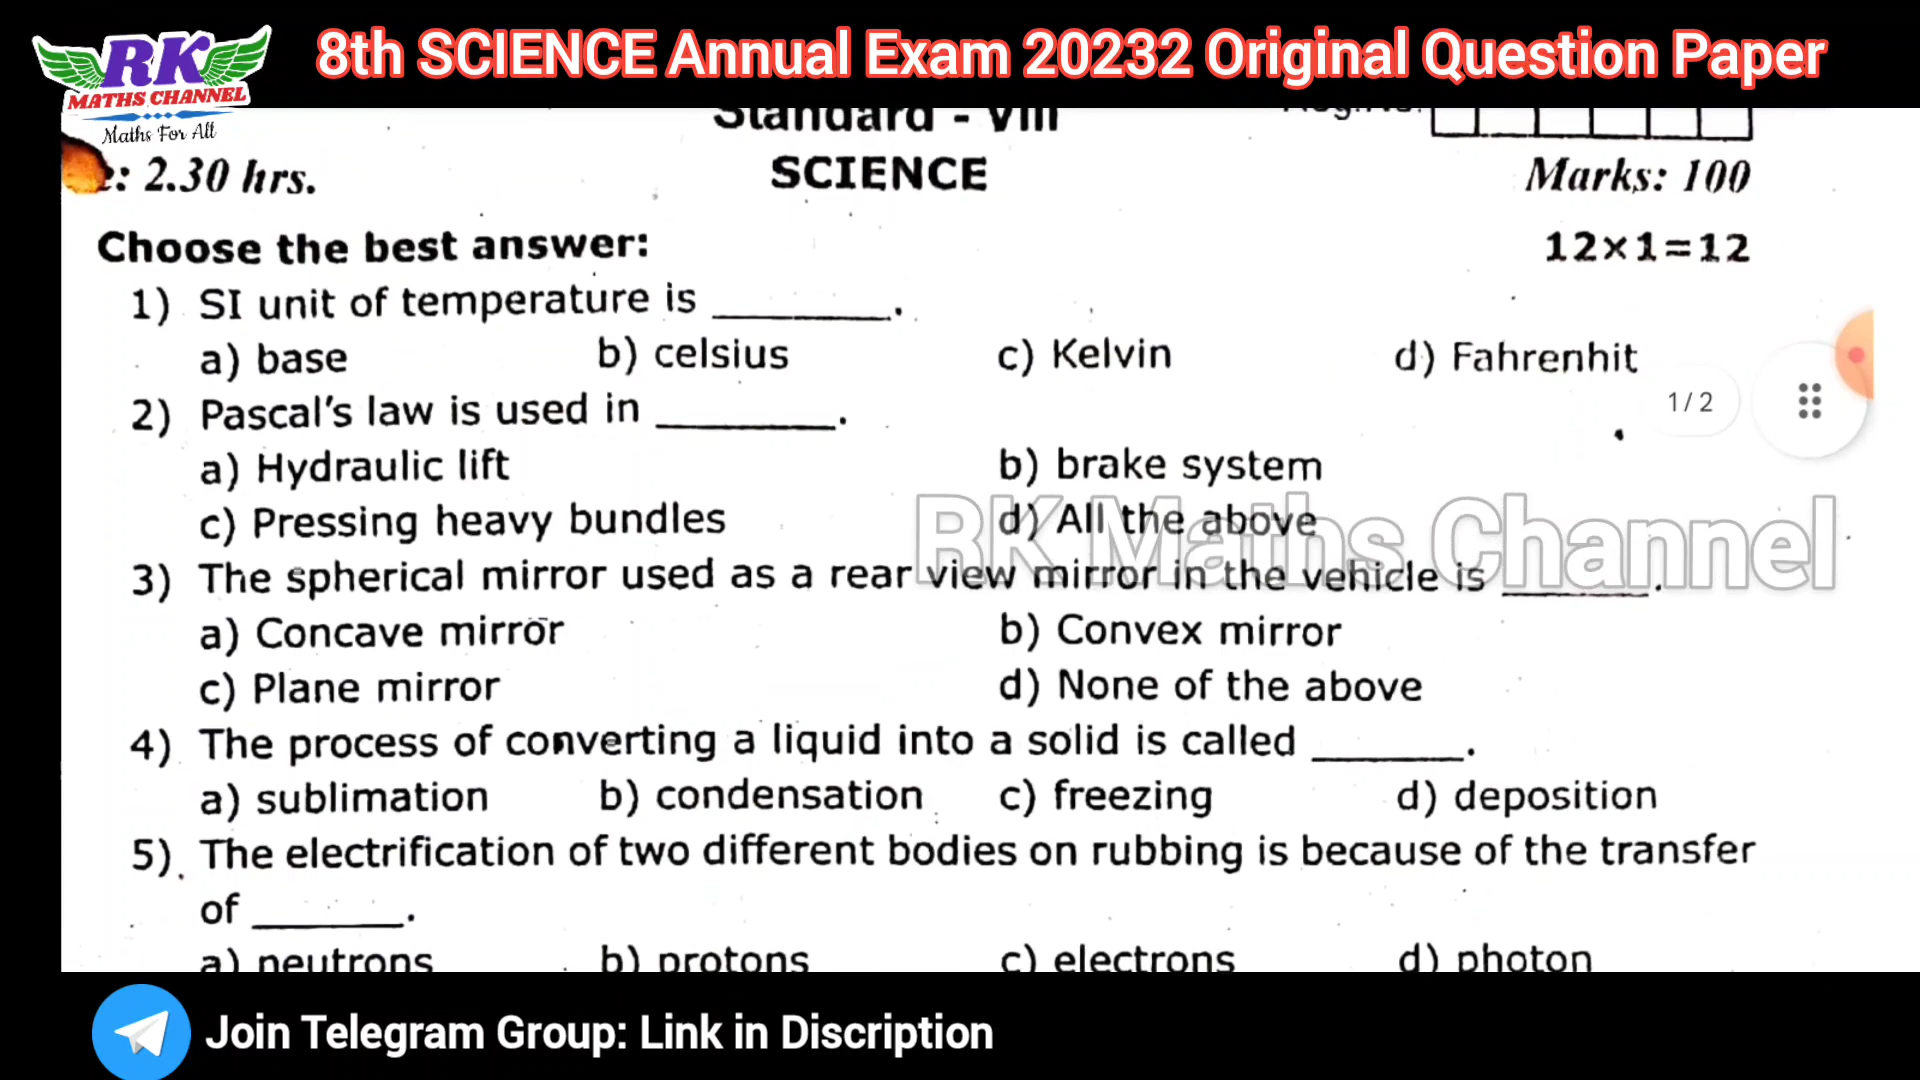 RK
MATHS CHANNEL
Maths For All
8th SCIENCE Annual Exam 20232 Original Question Paper
Standard - VIII
: 2.30 hrs.
SCIENCE
Marks: 100
Choose the best answer:
12×1=12
1) SI unit of temperature is ________.
a) base b) celsius c) Kelvin d) Fahrenhit
1/2
2) Pascal's law is used in ________.
a) Hydraulic lift b) brake system
c) Pressing heavy bundles d) All the above
RK Maths Channel
3) The spherical mirror used as a rear view mirror in the vehicle is ______.
a) Concave mirror b) Convex mirror
c) Plane mirror d) None of the above
4) The process of converting a liquid into a solid is called ______.
a) sublimation b) condensation c) freezing d) deposition
5) The electrification of two different bodies on rubbing is because of the transfer
of ______.
a) neutrons b) protons c) electrons d) photon
Join Telegram Group: Link in Discription